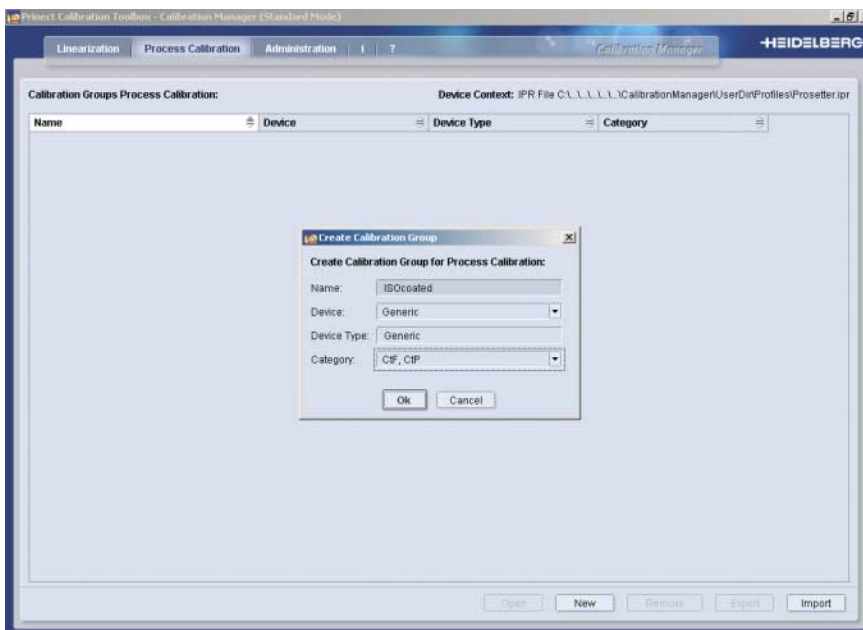 Prinect Calibration Toolbox - Calibration Manager (Standard Mode)
Linearization Process Calibration Administration I ?
Calibration Manager
HEIDELBERG
Calibration Groups Process Calibration:
Device Context: IPR File C:\..\..\..\..\..\CalibrationManager\UserDir\Profiles\Prosetter.ipr
Name Device Device Type Category
Create Calibration Group
Create Calibration Group for Process Calibration:
Name: ISOcoated
Device: Generic
Device Type: Generic
Category: CtF, CtP
Ok Cancel
Open New Remove Export Import